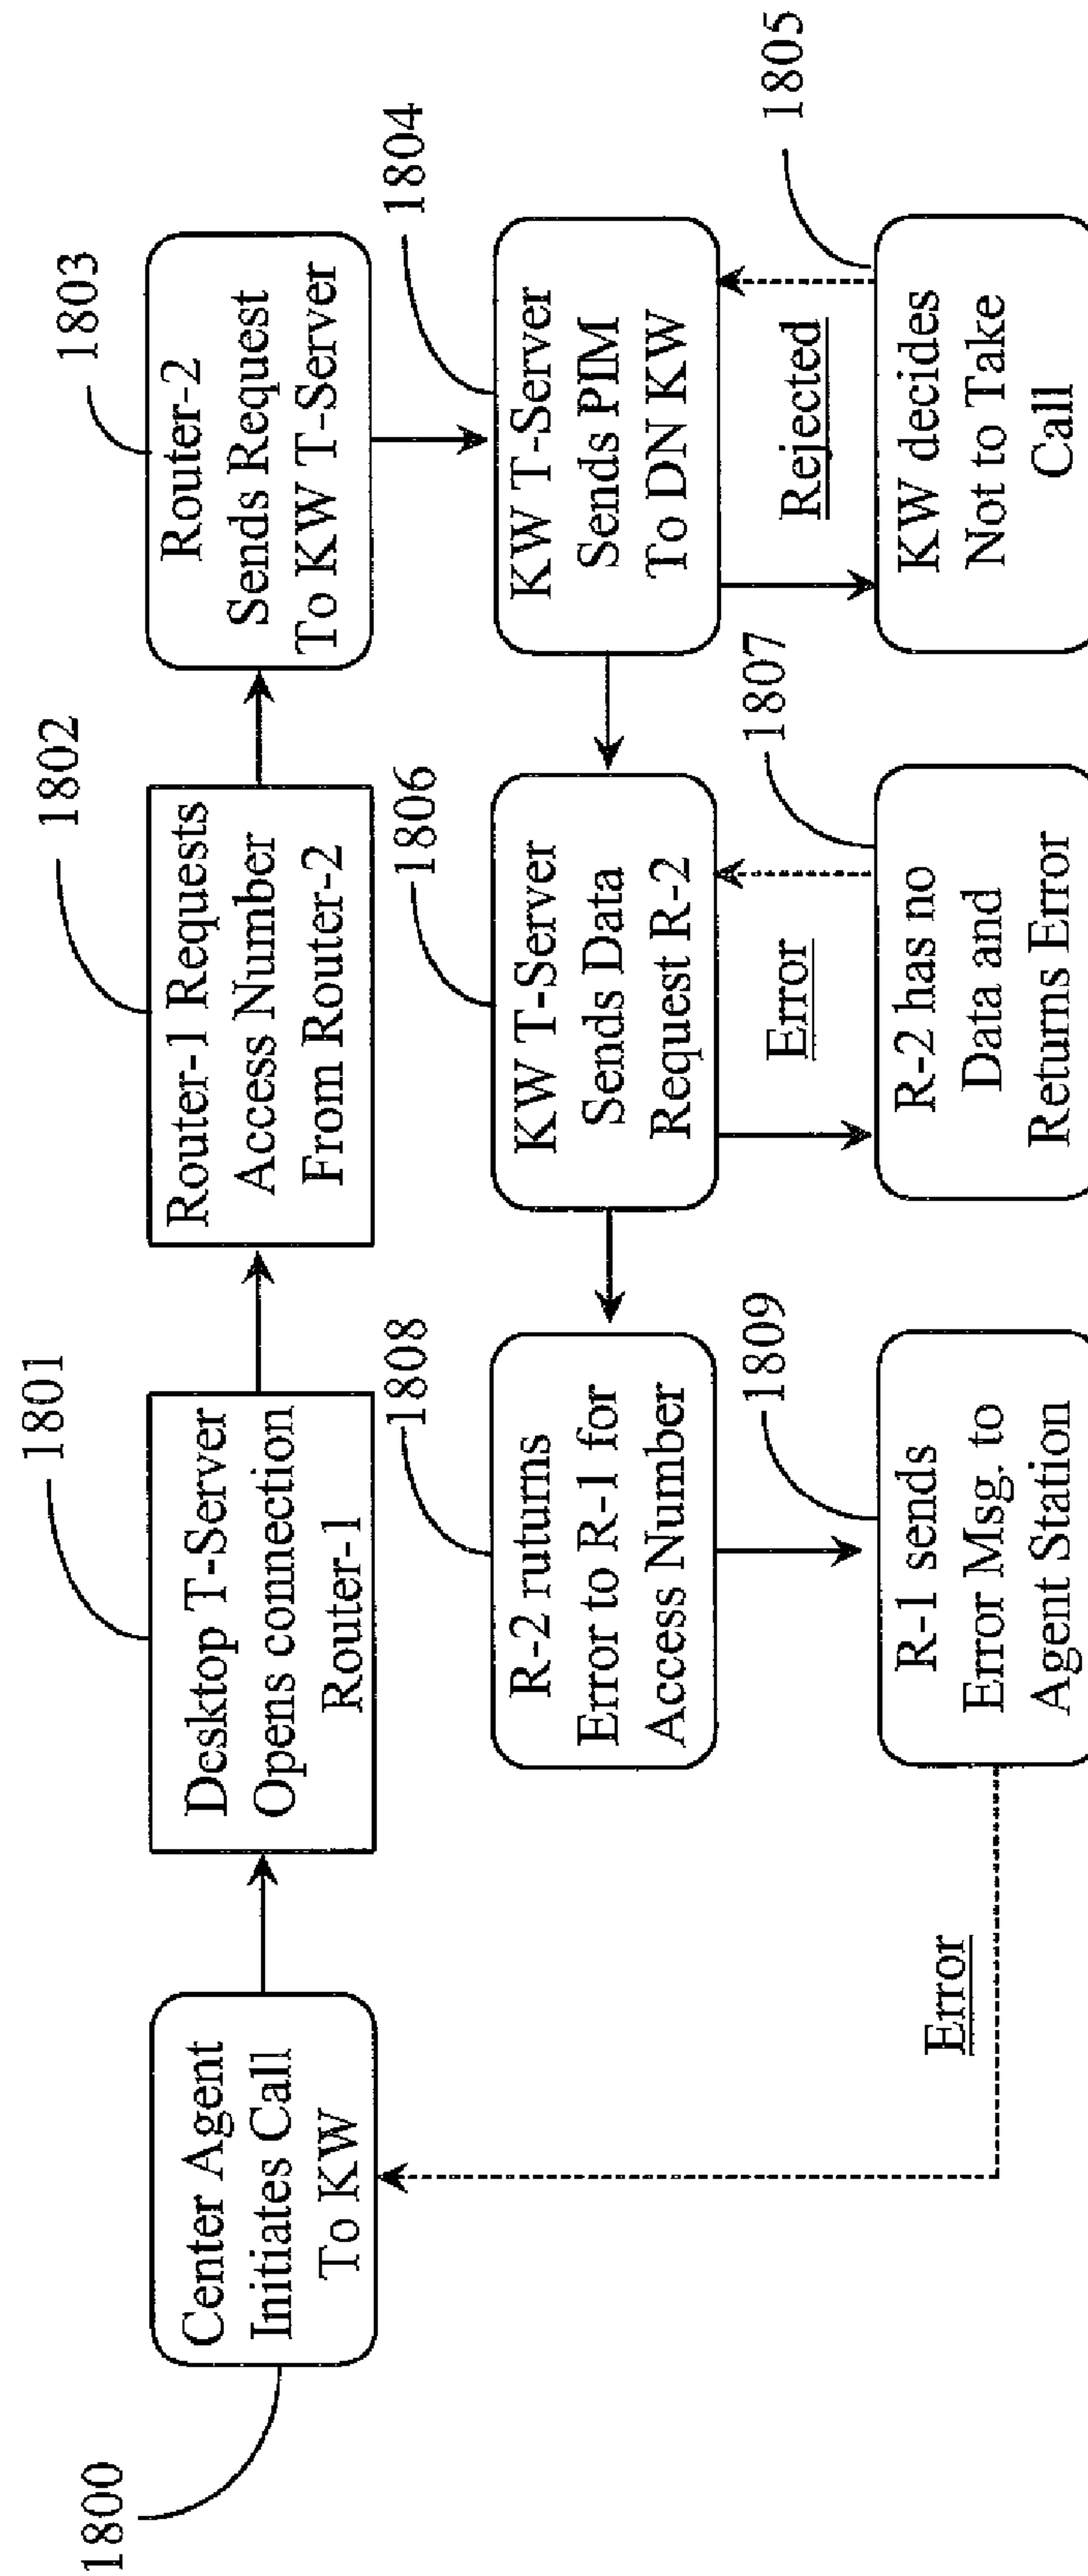 1800
Center Agent
Initiates Call
To KW
1801
Desktop T-Server
Opens connection
Router-1
1802
Router-1 Requests
Access Number
From Router-2
1803
Router-2
Sends Request
To KW T-Server
1804
KW T-Server
Sends PIM
To DN KW
Rejected
1805
KW decides
Not to Take
Call
1806
KW T-Server
Sends Data
Request R-2
Error
1807
R-2 has no
Data and
Returns Error
1808
R-2 ruturns
Error to R-1 for
Access Number
1809
R-1 sends
Error Msg. to
Agent Station
Error